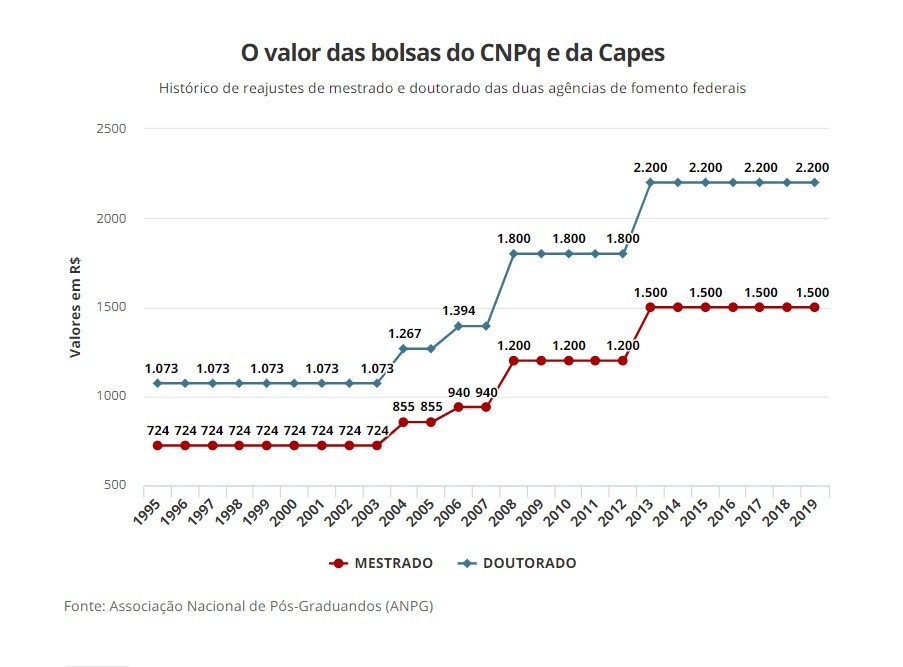 O valor das bolsas do CNPq e da Capes
Histórico de reajustes de mestrado e doutorado das duas agências de fomento federais
Valores em R$
2500
2000
1500
1000
500
2.200 2.200 2.200 2.200
1.800 1.800 1.800
1.500 1.500 1.500 1.500
1.394
1.267
1.200 1.200 1.200
1.073 1.073 1.073 1.073 1.073
940 940
855 855
724 724 724 724 724 724 724 724 724
1995 1996 1997 1998 1999 2000 2001 2002 2003 2004 2005 2006 2007 2008 2009 2010 2011 2012 2013 2014 2015 2016 2017 2018 2019
MESTRADO DOUTORADO
Fonte: Associação Nacional de Pós-Graduandos (ANPG)